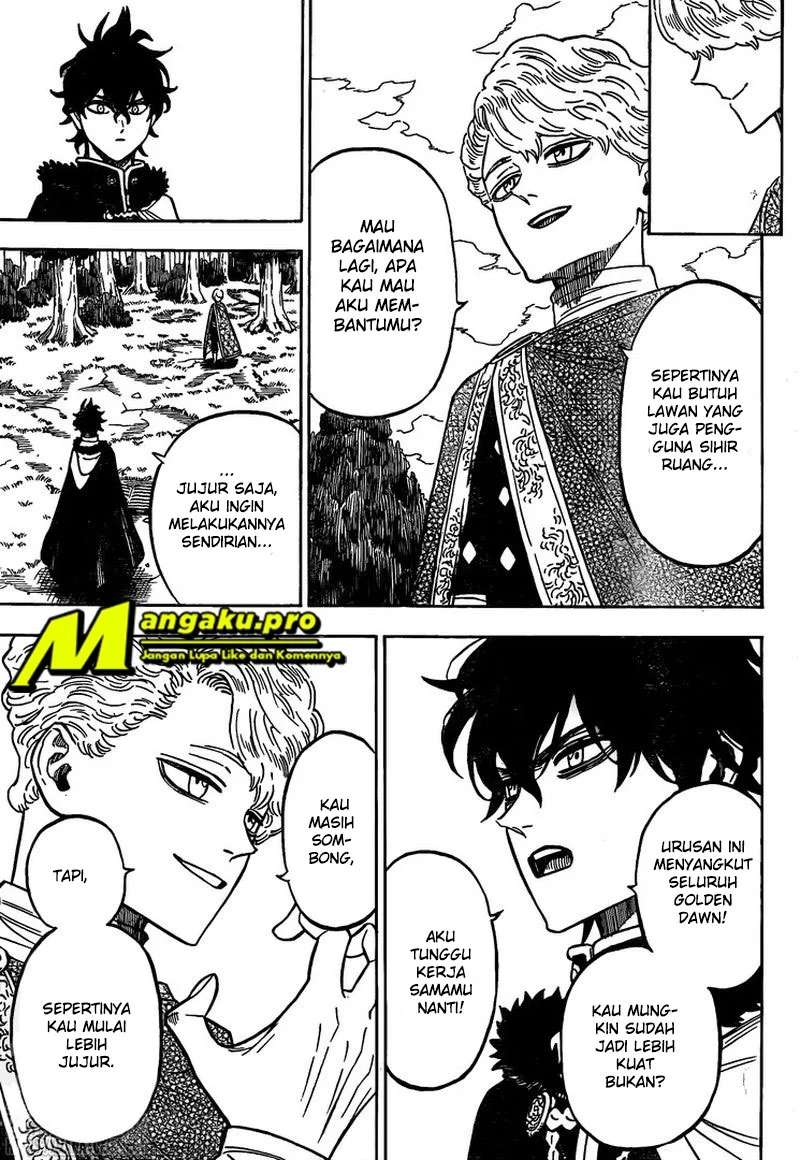 SEPERTINYA
KAU BUTUH
LAWAN YANG
JUGA PENG-
GUNA SIHIR
RUANG...
MAU
BAGAIMANA
LAGI, APA
KAU MAU
AKU MEM-
BANTUMU?
...
JUJUR SAJA,
AKU INGIN
MELAKUKANNYA
SENDIRIAN...
Mangaku.pro
Jangan Lupa Like dan Komennya
URUSAN INI
MENYANGKUT
SELURUH
GOLDEN
DAWN!
KAU MUNG-
KIN SUDAH
JADI LEBIH
KUAT
BUKAN?
AKU
TUNGGU
KERJA
SAMAMU
NANTI!
KAU
MASIH
SOM-
BONG,
TAPI,
SEPERTINYA
KAU MULAI
LEBIH
JUJUR.